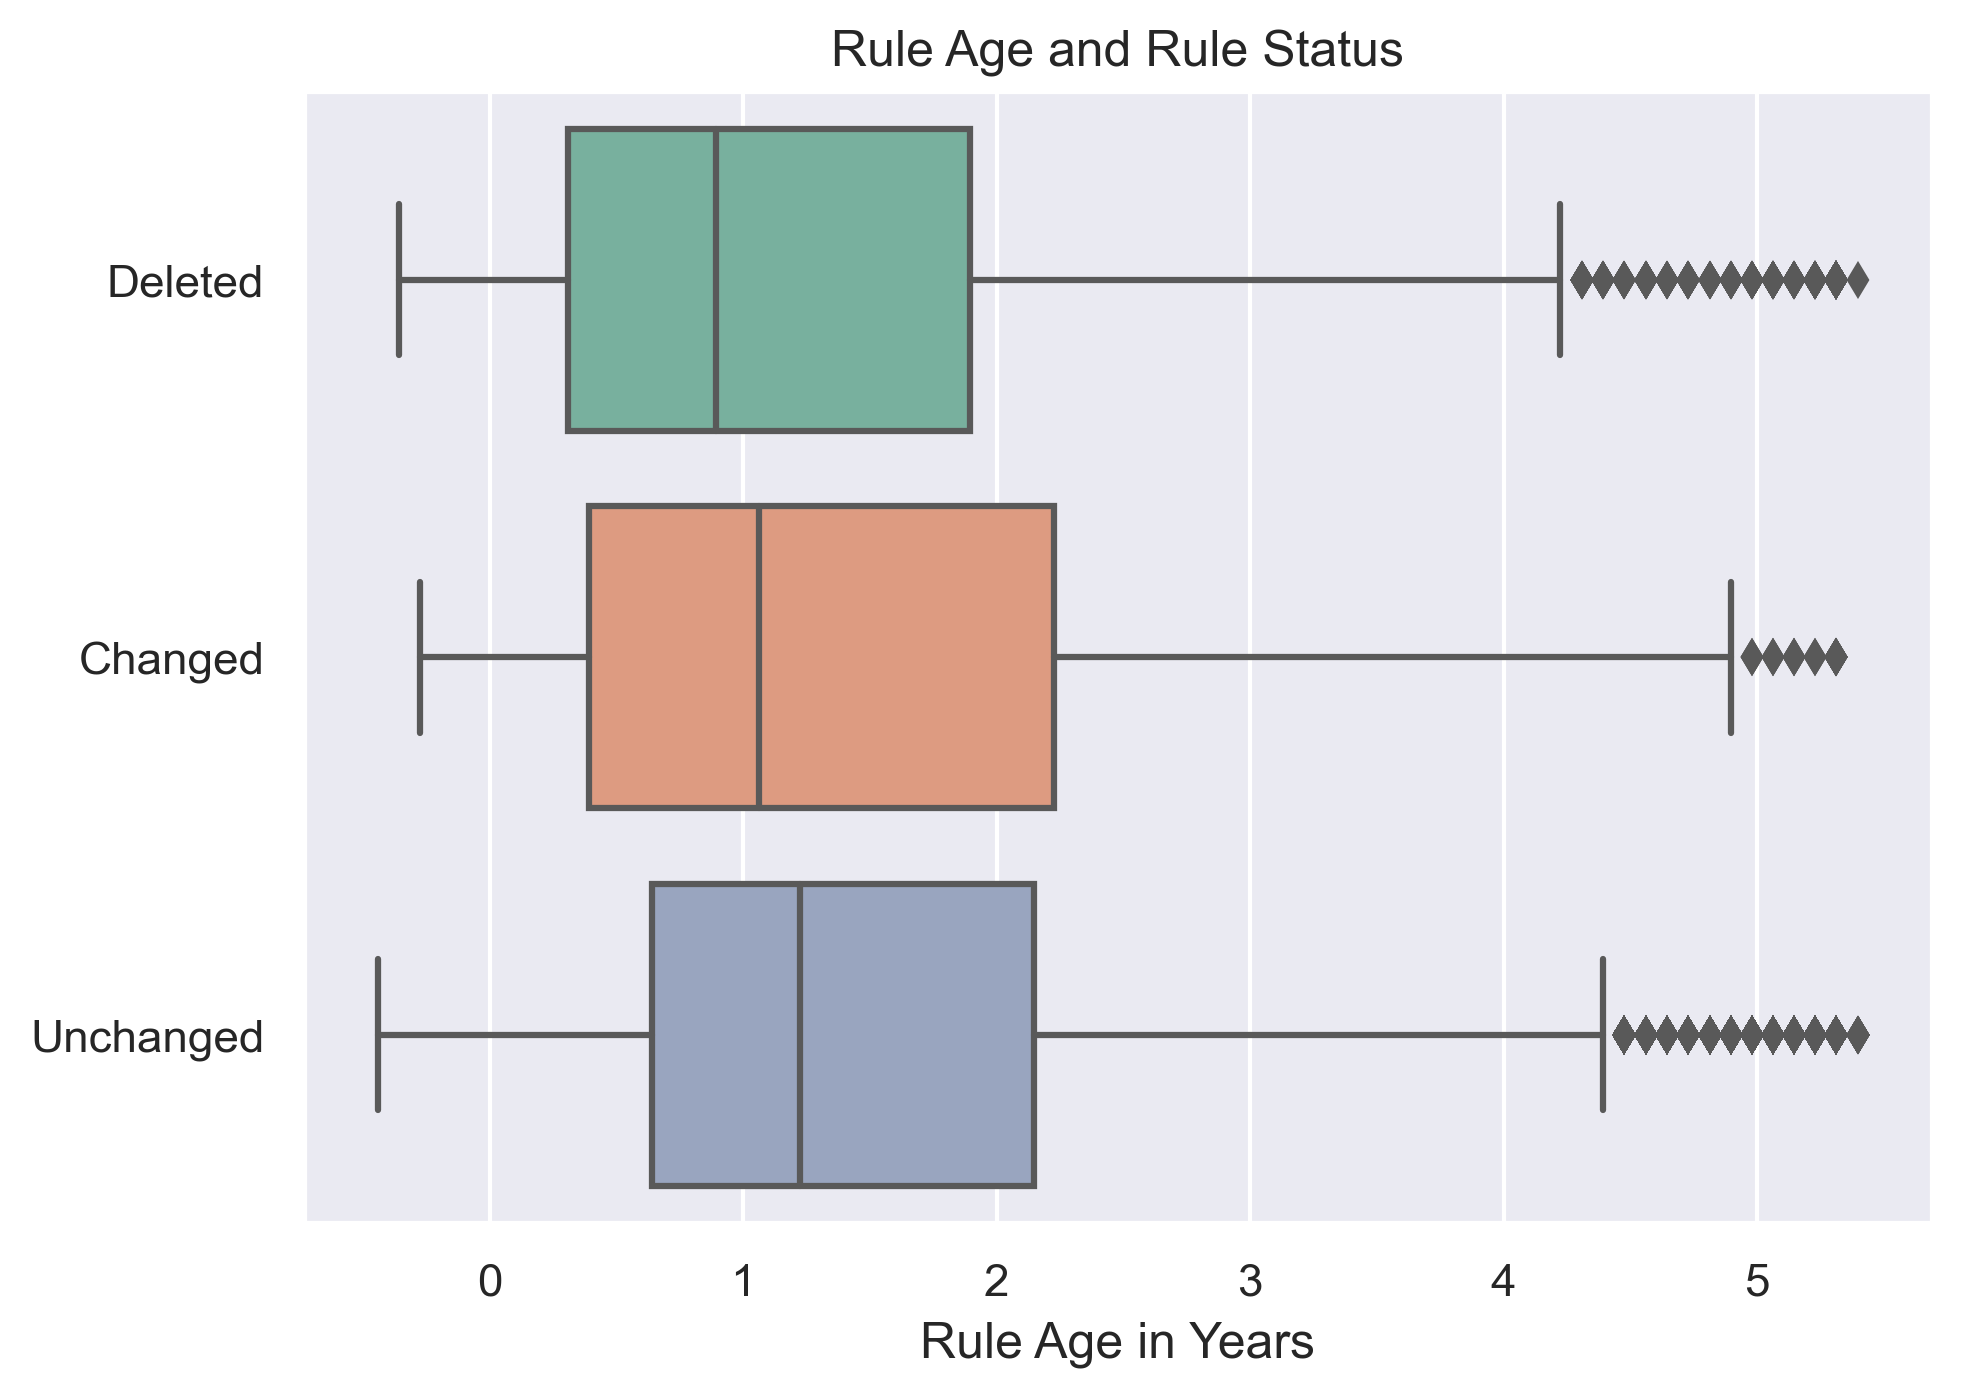 Rule Age and Rule Status
Deleted
Changed
Unchanged
0 1 2 3 4 5
Rule Age in Years